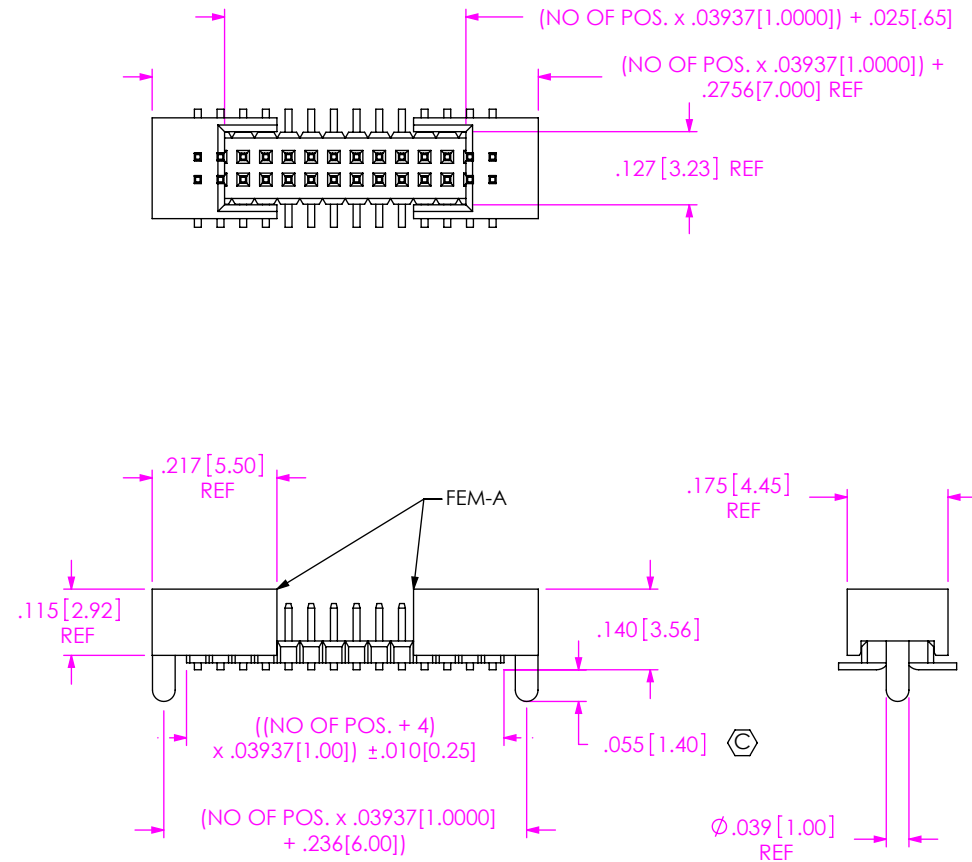 (NO OF POS. x .03937[1.0000]) + .025[.65]
(NO OF POS. x .03937[1.0000]) +
.2756[7.000] REF
.127[3.23] REF
.217[5.50]
REF
FEM-A
.175[4.45]
REF
.115[2.92]
REF
.140[3.56]
((NO OF POS. + 4)
x .03937[1.00]) ±.010[0.25]
.055[1.40] C
(NO OF POS. x .03937[1.0000]
+ .236[6.00])
Ø.039[1.00]
REF